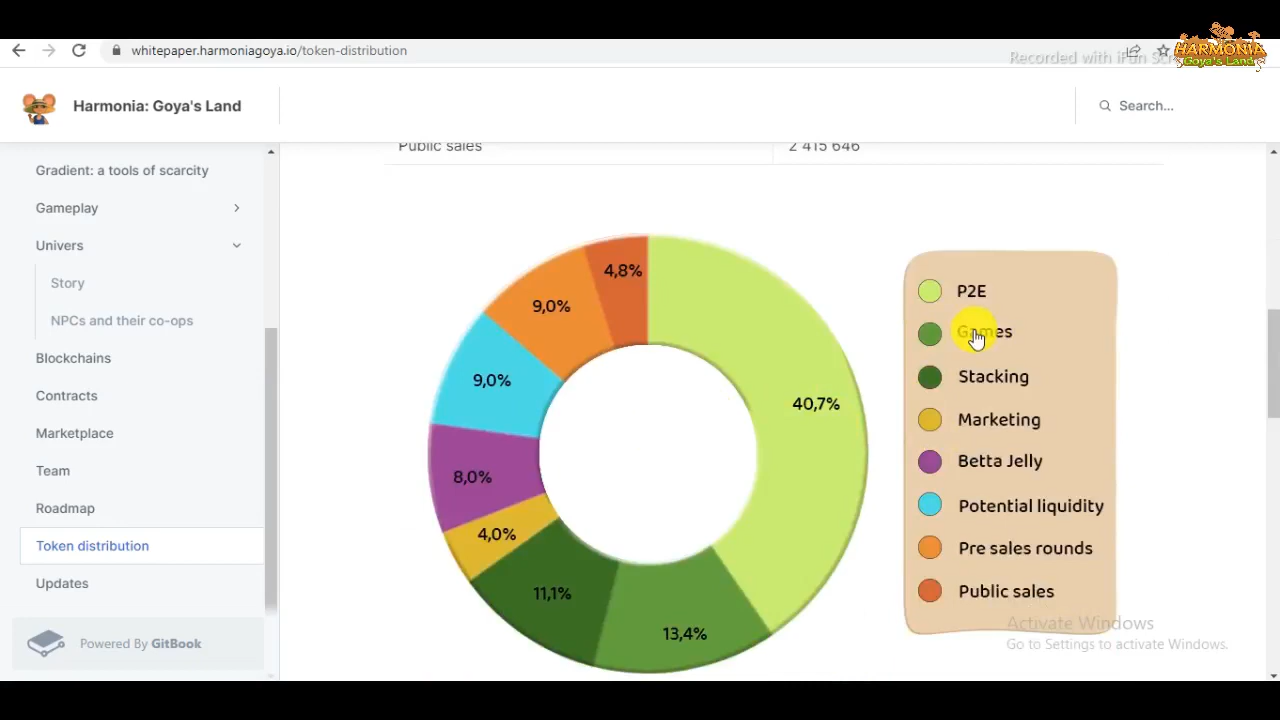 HARMONIA
Goya's Land
whitepaper.harmoniagoya.io/token-distribution
Recorded with iFun Scr
Harmonia: Goya's Land
Search...
Public sales
2 415 646
Gradient: a tools of scarcity
Gameplay
Univers
Story
NPCs and their co-ops
Blockchains
Contracts
Marketplace
Team
Roadmap
Token distribution
Updates
Powered By GitBook
4,8%
9,0%
9,0%
40,7%
8,0%
4,0%
11,1%
13,4%
P2E
Games
Stacking
Marketing
Betta Jelly
Potential liquidity
Pre sales rounds
Public sales
Activate Windows
Go to Settings to activate Windows.